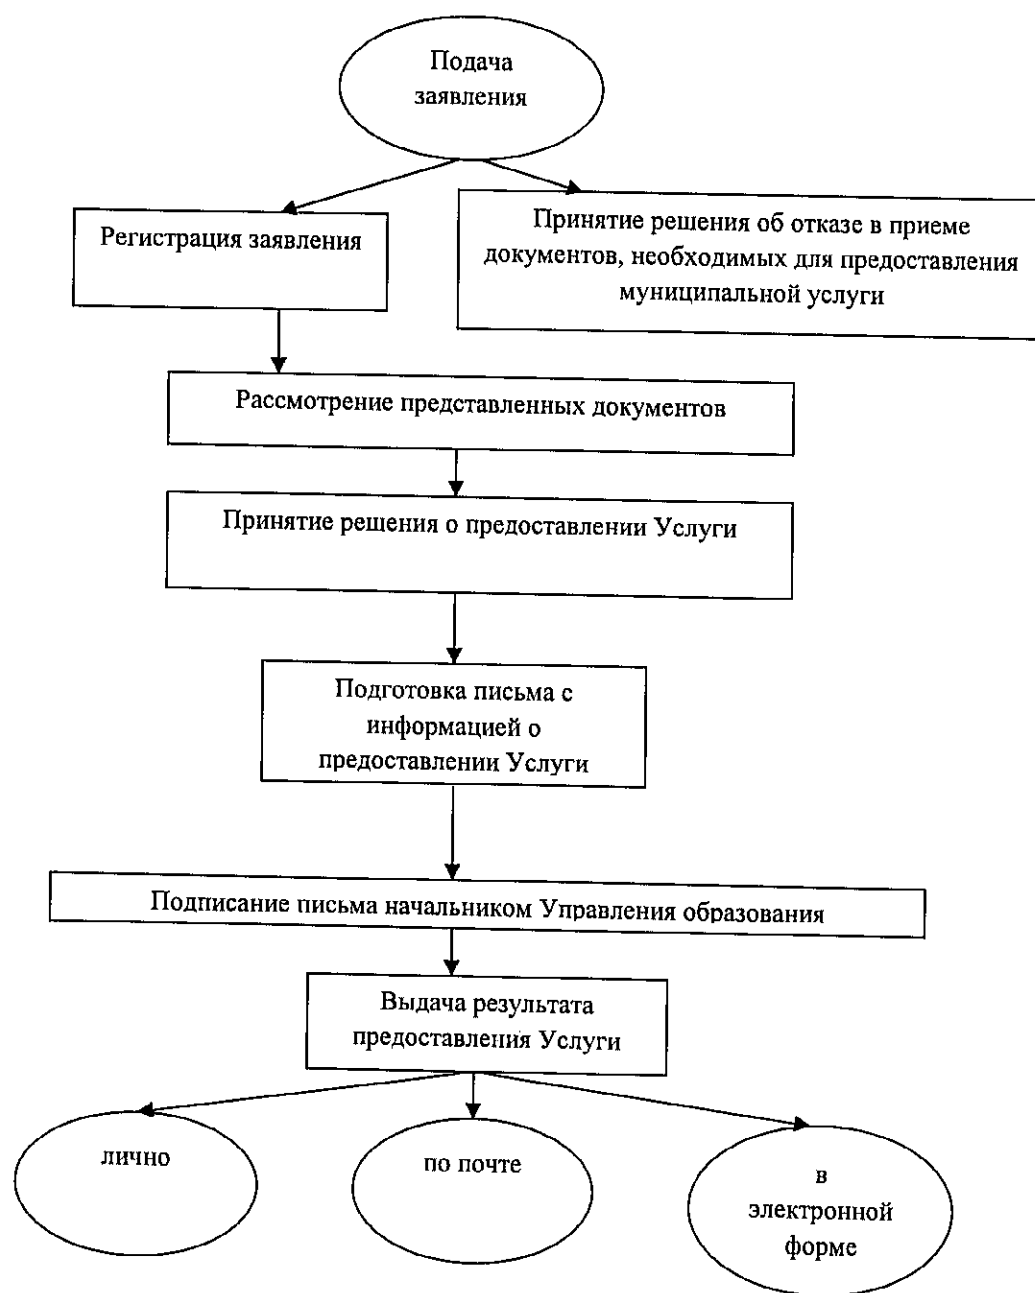 Подача
заявления
Регистрация заявления
Принятие решения об отказе в приеме
документов, необходимых для предоставления
муниципальной услуги
Рассмотрение представленных документов
Принятие решения о предоставлении Услуги
Подготовка письма с
информацией о
предоставлении Услуги
Подписание письма начальником Управления образования
Выдача результата
предоставления Услуги
лично
по почте
в
электронной
форме